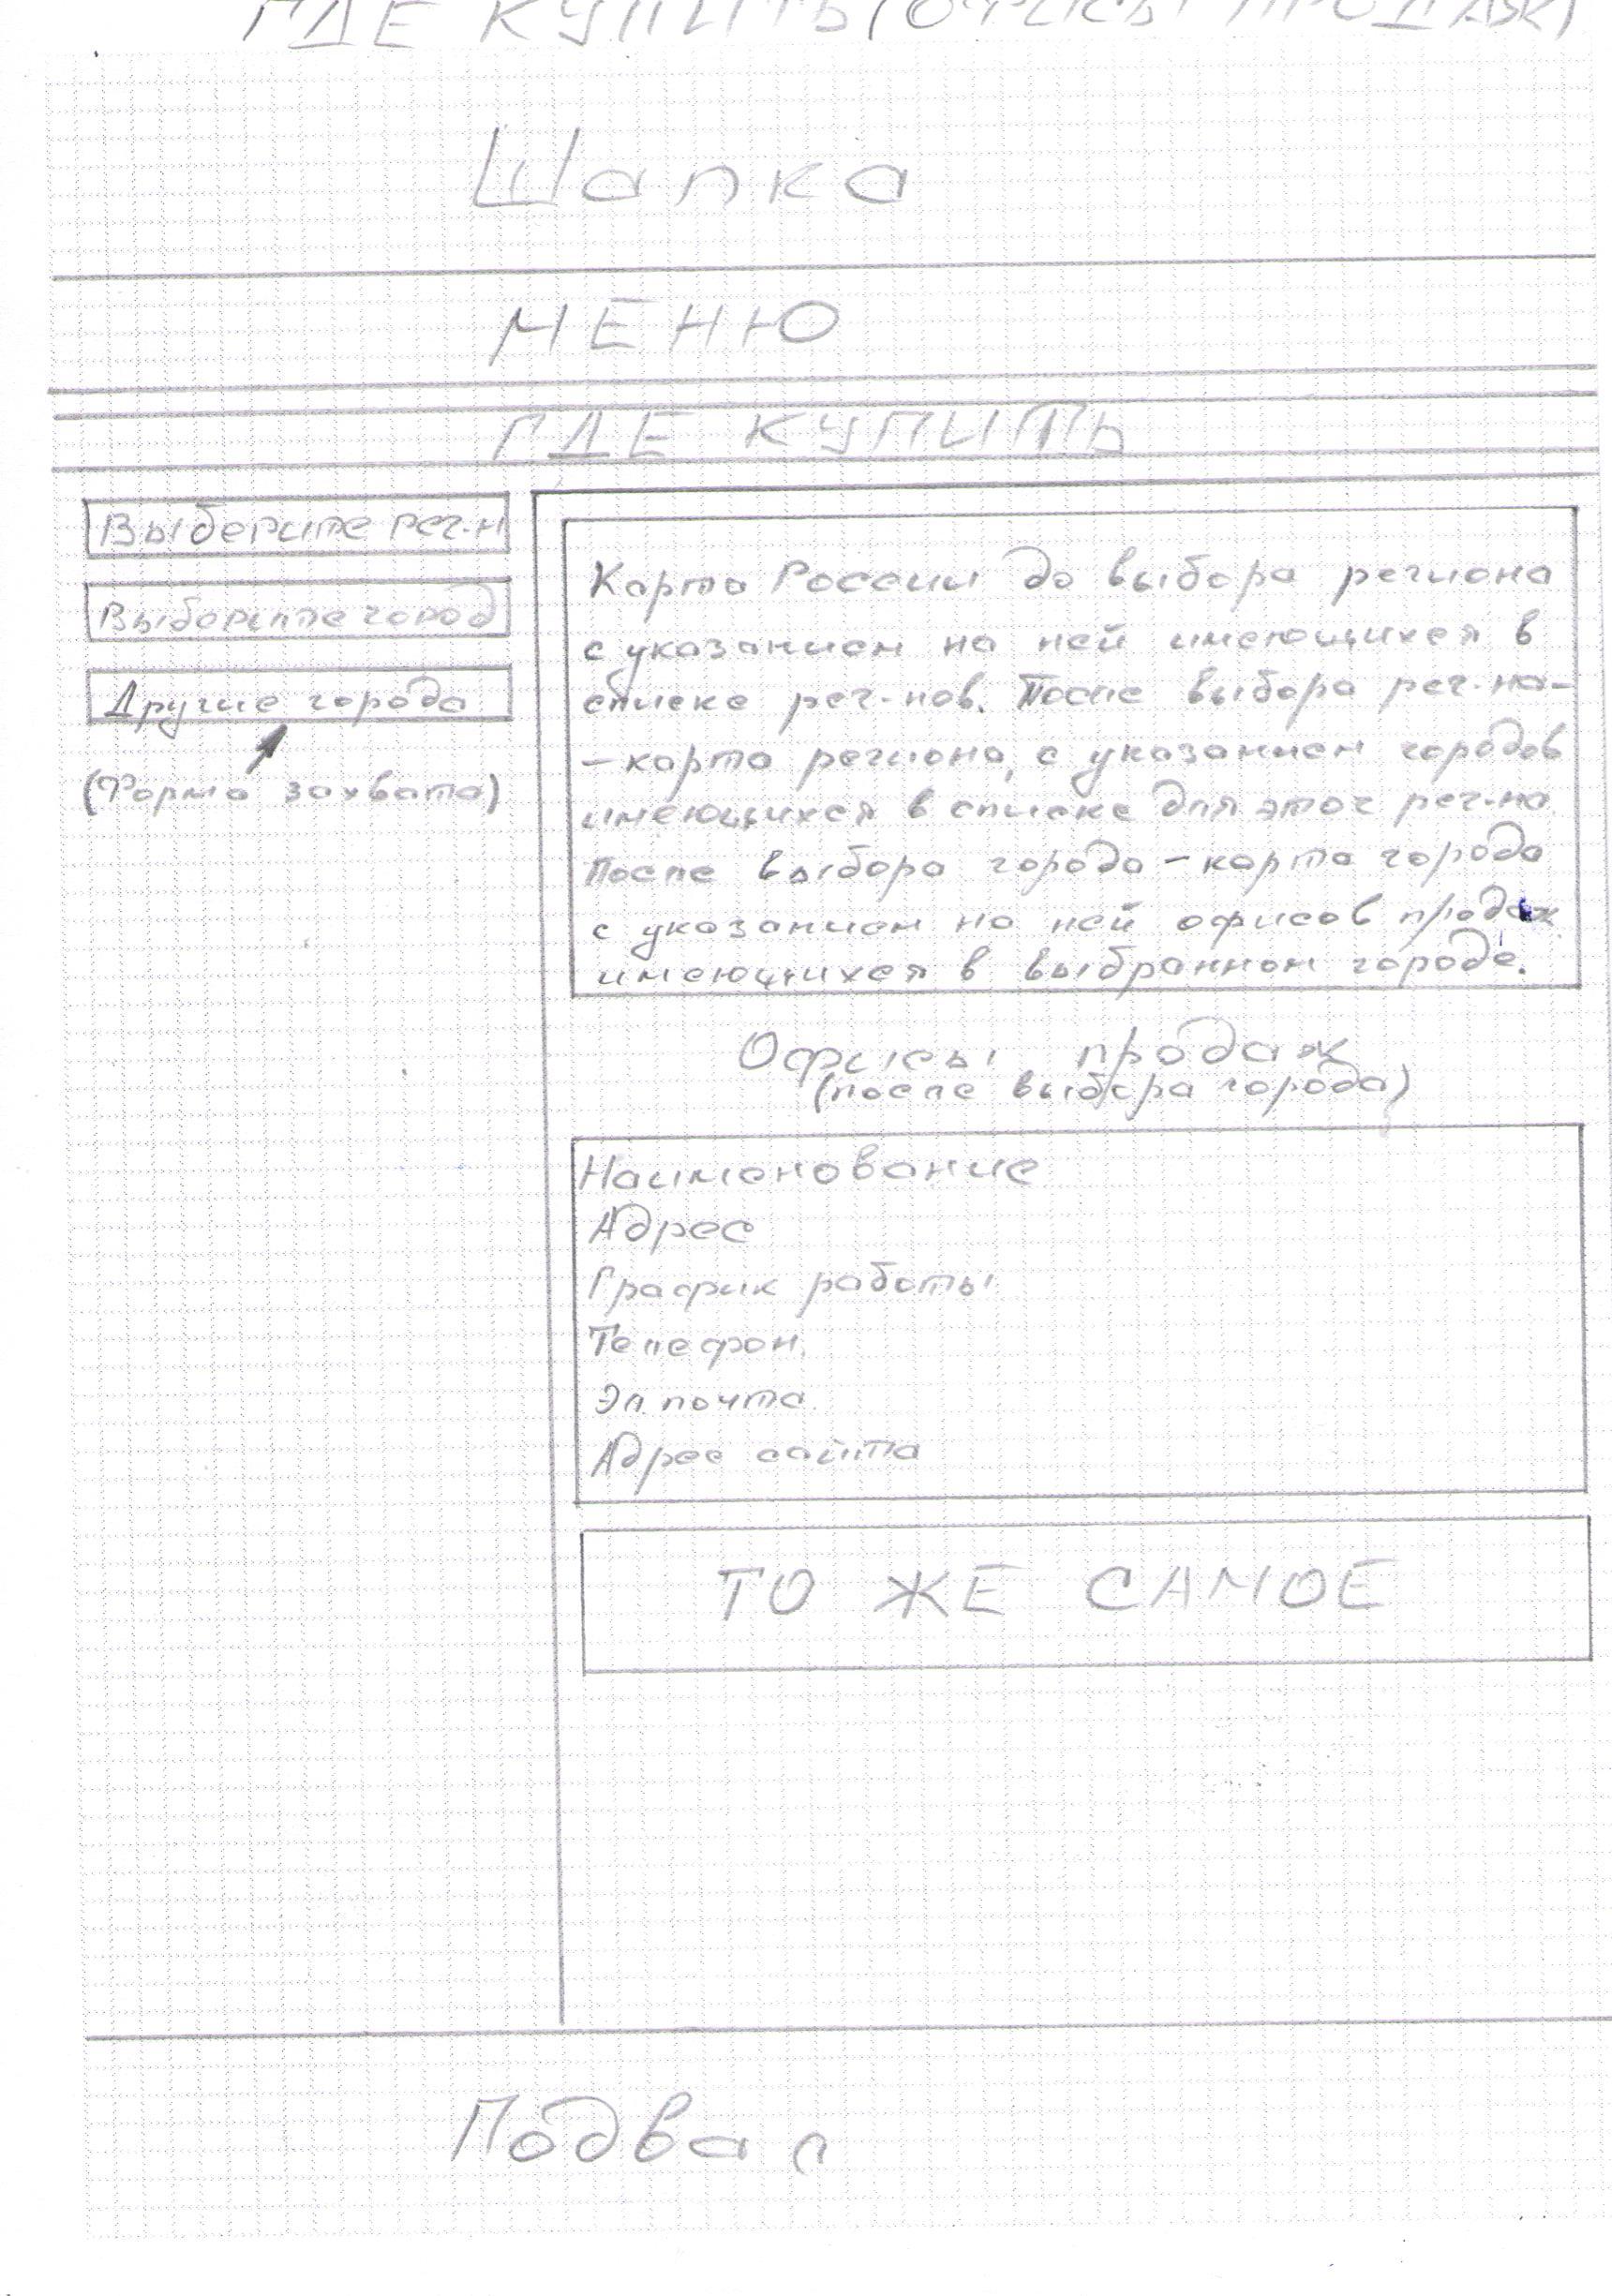 ГДЕ КУПИТЬ (ОФИСЫ ПРОДАЖ)
Шапка
МЕНЮ
ГДЕ КУПИТЬ
Выберите рег-н
Выберите город
Другие города
(Форма захвата)
Карта России до выбора региона
с указанием на ней имеющихся в
списке рег-нов. После выбора рег-на-
-карта региона, с указанием городов
имеющихся в списке для этог рег-на.
После выбора города - карта города
с указанием на ней офисов продаж
имеющихся в выбранном городе.
Офисы продаж
(после выбора города)
Наименование
Адрес
График работы
Телефон.
Эл. почта
Адрес сайта
ТО ЖЕ САМОЕ
Подвал